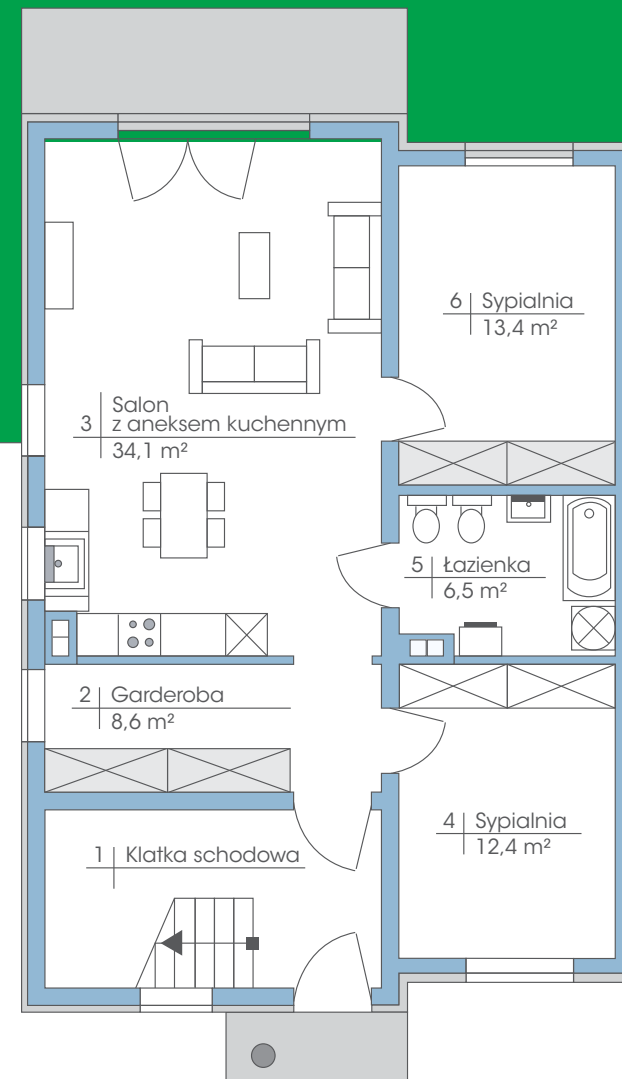 6 Sypialnia
13,4 m²
Salon
3 z aneksem kuchennym
34,1 m²
5 Łazienka
6,5 m²
2 Garderoba
8,6 m²
4 Sypialnia
12,4 m²
1 Klatka schodowa